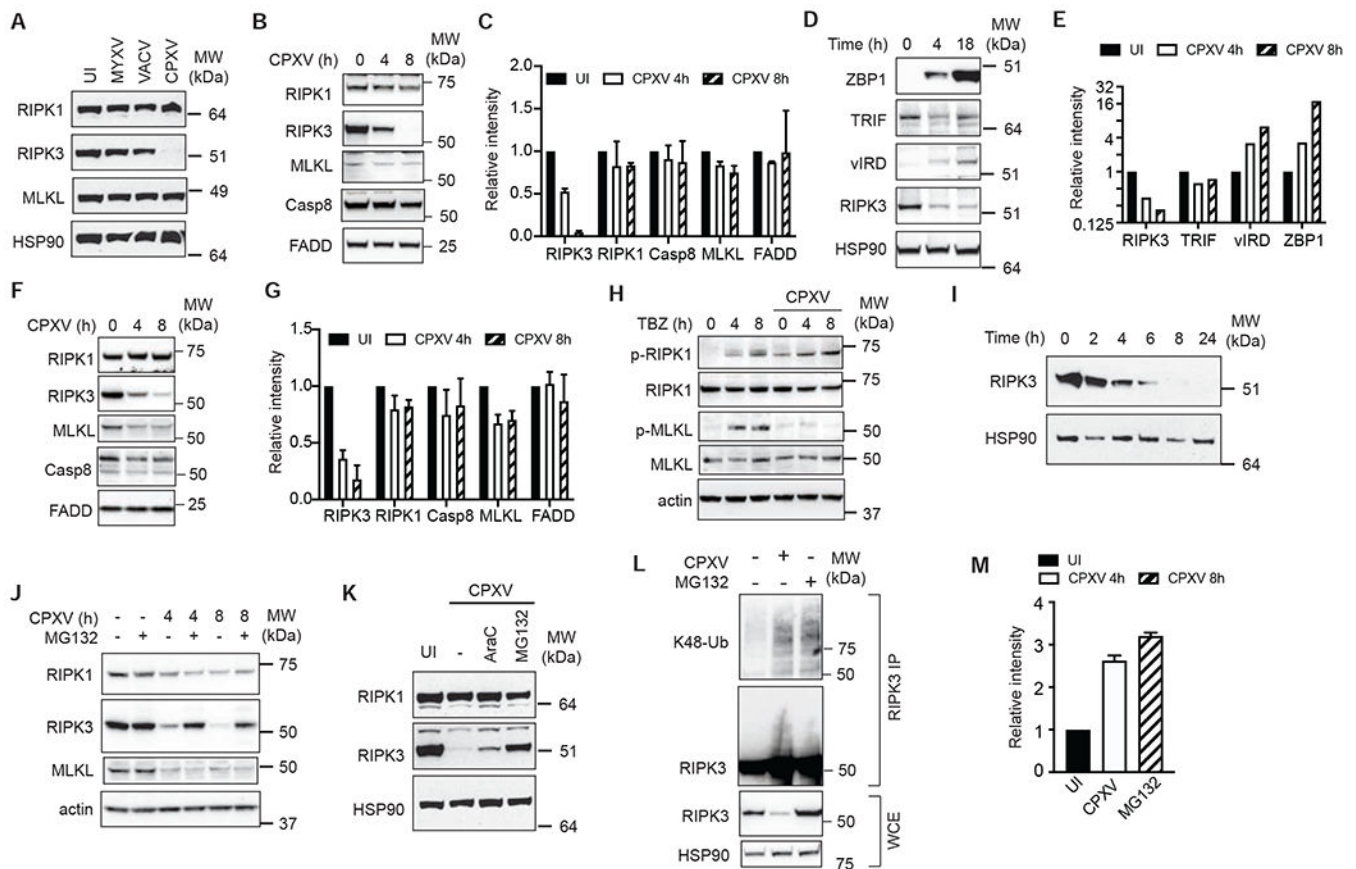 A
UI
MYXV
VACV
CPXV
MW
(kDa)
RIPK1
64
RIPK3
51
MLKL
49
HSP90
64
B
CPXV (h) 0 4 8
MW
(kDa)
RIPK1
75
RIPK3
50
MLKL
50
Casp8
50
FADD
25
C
UI CPXV 4h CPXV 8h
Relative intensity
2.0
1.5
1.0
0.5
0.0
RIPK3 RIPK1 Casp8 MLKL FADD
D
Time (h) 0 4 18
MW
(kDa)
ZBP1
51
TRIF
64
vIRD
51
RIPK3
51
HSP90
64
E
UI CPXV 4h CPXV 8h
Relative intensity
32
16
8
4
2
1
0.125
RIPK3 TRIF vIRD ZBP1
F
CPXV (h) 0 4 8
MW
(kDa)
RIPK1
75
RIPK3
50
MLKL
50
Casp8
50
FADD
25
G
UI CPXV 4h CPXV 8h
Relative intensity
1.5
1.0
0.5
0.0
RIPK3 RIPK1 Casp8 MLKL FADD
H
CPXV
TBZ (h) 0 4 8 0 4 8
MW
(kDa)
p-RIPK1
75
RIPK1
75
p-MLKL
50
MLKL
50
actin
37
I
Time (h) 0 2 4 6 8 24
MW
(kDa)
RIPK3
51
HSP90
64
J
CPXV (h) - - 4 4 8 8
MG132 - + - + - +
MW
(kDa)
RIPK1
75
RIPK3
50
MLKL
50
actin
37
K
CPXV
UI
-
AraC
MG132
MW
(kDa)
RIPK1
64
RIPK3
51
HSP90
64
L
CPXV - + -
MG132 - - +
MW
(kDa)
K48-Ub
75
50
RIPK3
50
RIPK3 IP
RIPK3
50
HSP90
75
WCE
M
UI
CPXV 4h CPXV 8h
Relative intensity
4
3
2
1
0
UI
CPXV
MG132